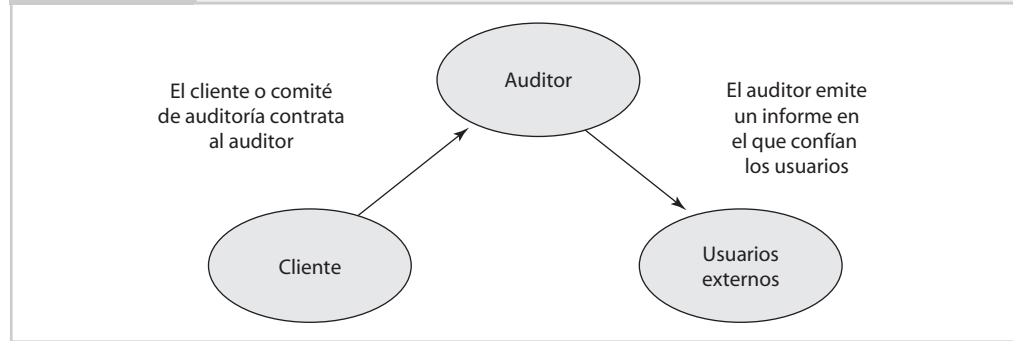 Auditor
El cliente o comité
de auditoría contrata
al auditor
El auditor emite
un informe en
el que confían
los usuarios
Cliente
Usuarios
externos